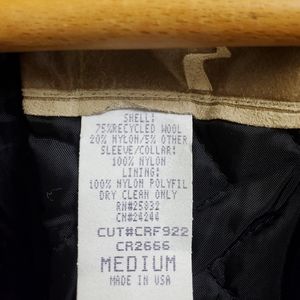 SHELL:
75%RECYCLED WOOL
20% NYLON/5% OTHER
SLEEVE/COLLAR:
100% NYLON
LINING:
100% NYLON POLYFIL
DRY CLEAN ONLY
RN#25832
CN#24244
CUT#CRF922
CR2666
MEDIUM
MADE IN USA